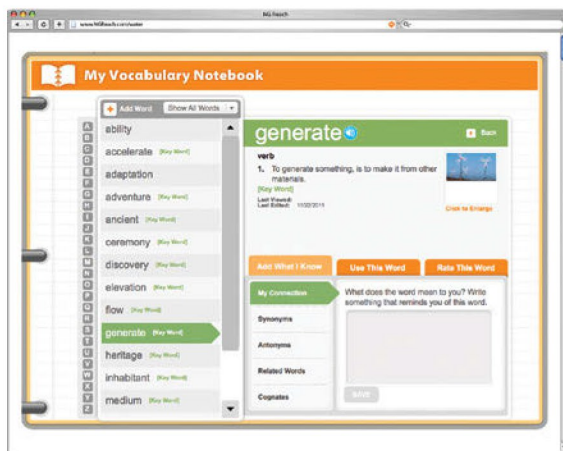 NG Reach
www.NGReach.com/water
My Vocabulary Notebook
Add Word
Show All Words
A
B
C
D
E
F
G
H
I
J
K
L
M
N
O
P
Q
R
S
T
U
V
W
X
Y
Z
ability
accelerate [Key Word]
adaptation
adventure [Key Word]
ancient [Key Word]
ceremony [Key Word]
discovery [Key Word]
elevation [Key Word]
flow [Key Word]
generate [Key Word]
heritage [Key Word]
inhabitant [Key Word]
medium [Key Word]
generate
Back
verb
1. To generate something, is to make it from other
materials.
[Key Word]
Last Viewed:
Last Edited:
Click to Enlarge
Add What I Know
Use This Word
Rate This Word
My Connection
Synonyms
Antonyms
Related Words
Cognates
What does the word mean to you? Write
something that reminds you of this word.
SAVE